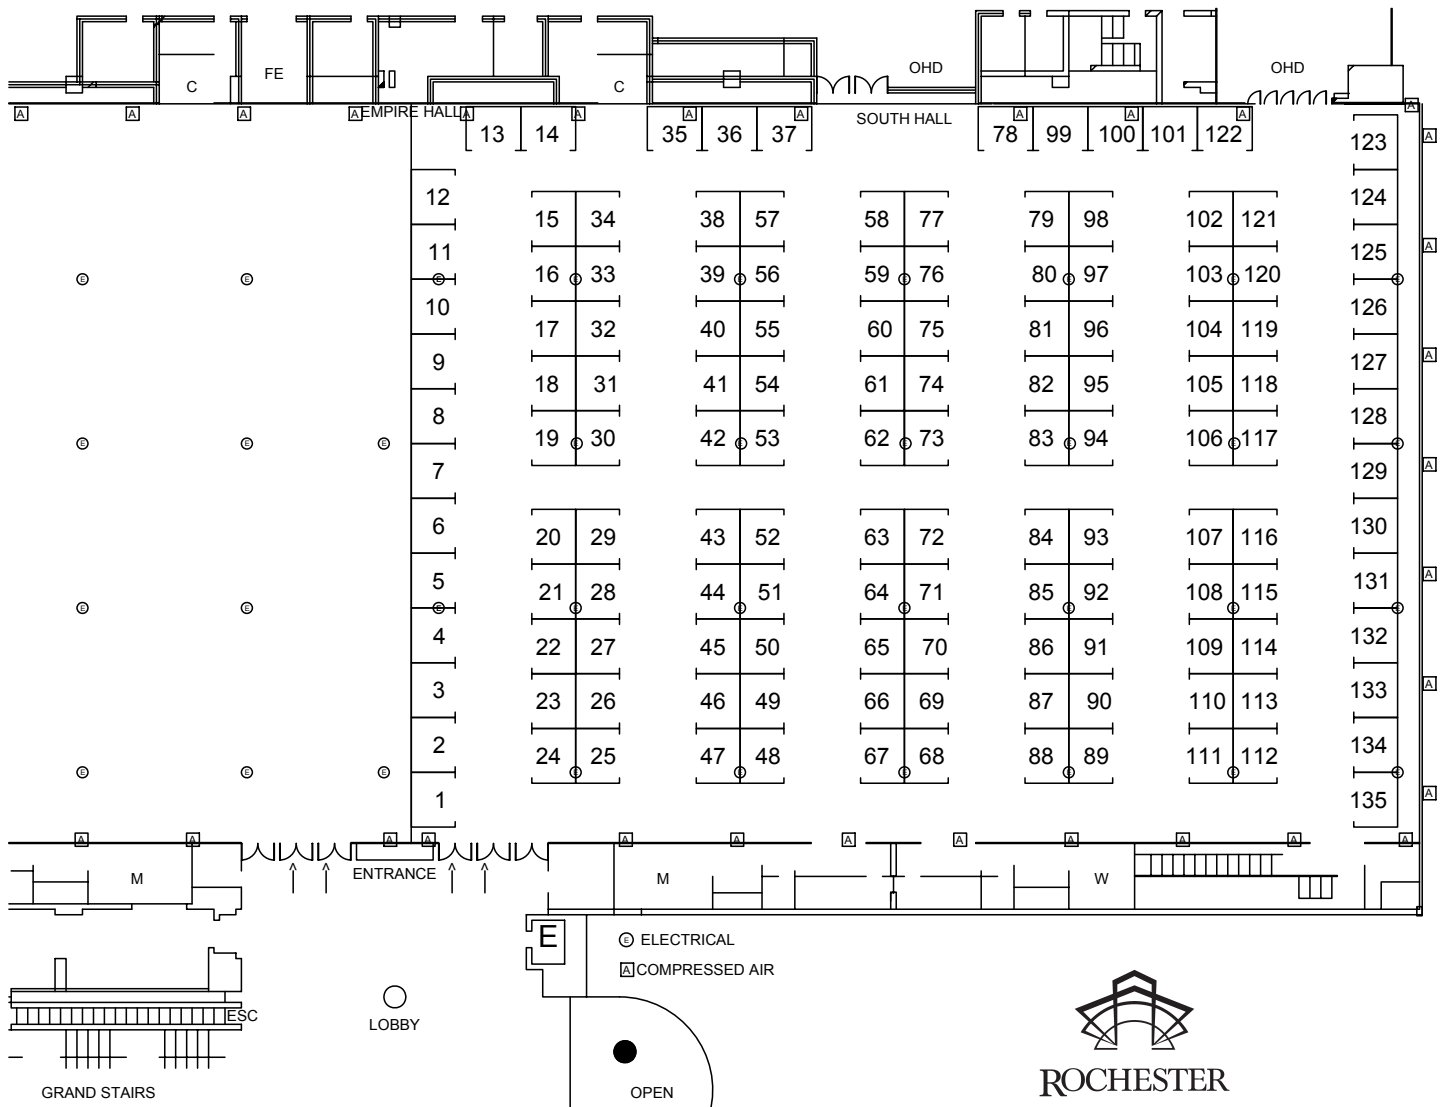 OHD
OHD
FE
C
C
A A A A EMPIRE HALL A A A A SOUTH HALL A A A A
13 14 35 36 37 78 99 100 101 122
123 A
12 124
15 34 38 57 58 77 79 98 102 121
11 125 A
16 33 39 56 59 76 80 97 103 120
E E E E E E E E E
10 126
17 32 40 55 60 75 81 96 104 119
9 127 A
18 31 41 54 61 74 82 95 105 118
8 128
19 30 42 53 62 73 83 94 106 117
E E E E E E E E E
7 129 A
6 130
20 29 43 52 63 72 84 93 107 116
5 131 A
21 28 44 51 64 71 85 92 108 115
E E E E E E E E E
4 132
22 27 45 50 65 70 86 91 109 114
3 133 A
23 26 46 49 66 69 87 90 110 113
2 134
24 25 47 48 67 68 88 89 111 112
E E E E E E E E E
1 135 A
A A A A A A A A A A A A
M ENTRANCE M W
E
E ELECTRICAL
A COMPRESSED AIR
ESC
LOBBY
GRAND STAIRS
OPEN
ROCHESTER